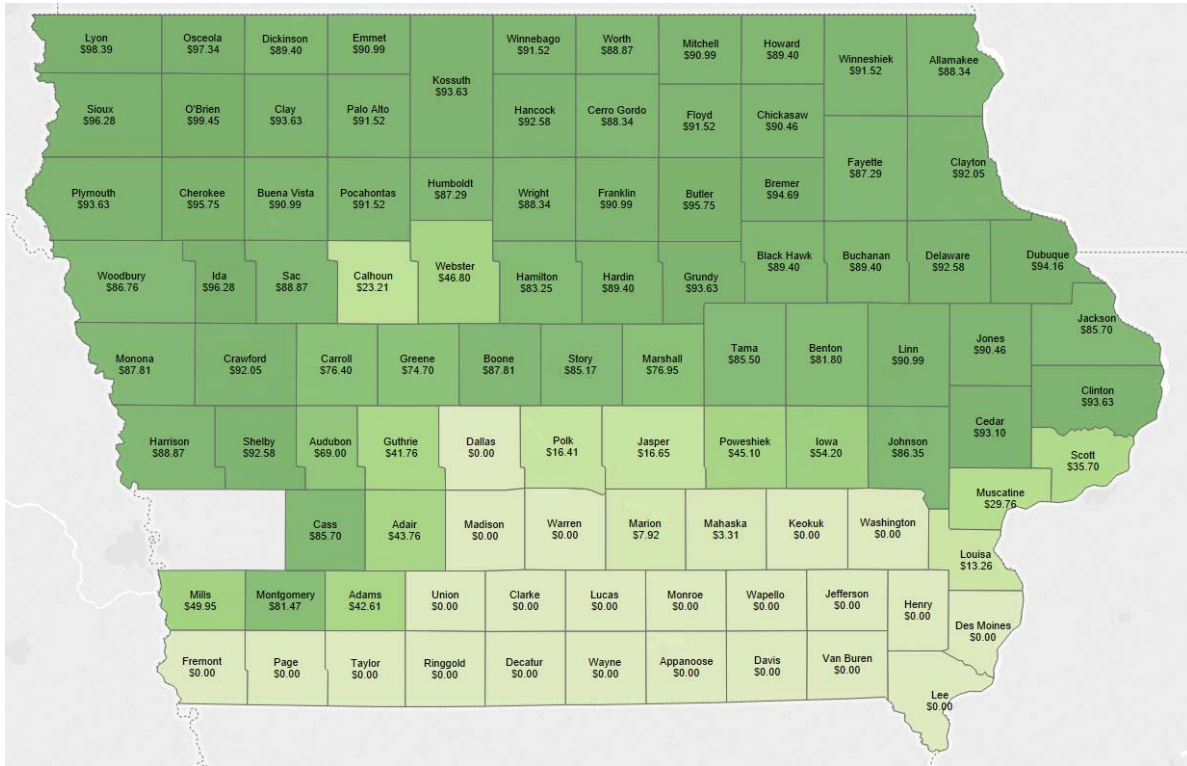 Lyon
$98.39
Osceola
$97.34
Dickinson
$89.40
Emmet
$90.99
Kossuth
$93.63
Winnebago
$91.52
Worth
$88.87
Mitchell
$90.99
Howard
$89.40
Winneshiek
$91.52
Allamakee
$88.34
Sioux
$96.28
O'Brien
$99.45
Clay
$93.63
Palo Alto
$91.52
Hancock
$92.58
Cerro Gordo
$88.34
Floyd
$91.52
Chickasaw
$90.46
Fayette
$87.29
Clayton
$92.05
Plymouth
$93.63
Cherokee
$95.75
Buena Vista
$90.99
Pocahontas
$91.52
Humboldt
$87.29
Wright
$88.34
Franklin
$90.99
Butler
$95.75
Bremer
$94.69
Woodbury
$86.76
Ida
$96.28
Sac
$88.87
Calhoun
$23.21
Webster
$46.80
Hamilton
$83.25
Hardin
$89.40
Grundy
$93.63
Black Hawk
$89.40
Buchanan
$89.40
Delaware
$92.58
Dubuque
$94.16
Monona
$87.81
Crawford
$92.05
Carroll
$76.40
Greene
$74.70
Boone
$87.81
Story
$85.17
Marshall
$76.95
Tama
$85.50
Benton
$81.80
Linn
$90.99
Jones
$90.46
Jackson
$85.70
Clinton
$93.63
Harrison
$88.87
Shelby
$92.58
Audubon
$69.00
Guthrie
$41.76
Dallas
$0.00
Polk
$16.41
Jasper
$16.65
Poweshiek
$45.10
Iowa
$54.20
Johnson
$86.35
Cedar
$93.10
Scott
$35.70
Muscatine
$29.76
Cass
$85.70
Adair
$43.76
Madison
$0.00
Warren
$0.00
Marion
$7.92
Mahaska
$3.31
Keokuk
$0.00
Washington
$0.00
Louisa
$13.26
Mills
$49.95
Montgomery
$81.47
Adams
$42.61
Union
$0.00
Clarke
$0.00
Lucas
$0.00
Monroe
$0.00
Wapello
$0.00
Jefferson
$0.00
Henry
$0.00
Des Moines
$0.00
Fremont
$0.00
Page
$0.00
Taylor
$0.00
Ringgold
$0.00
Decatur
$0.00
Wayne
$0.00
Appanoose
$0.00
Davis
$0.00
Van Buren
$0.00
Lee
$0.00